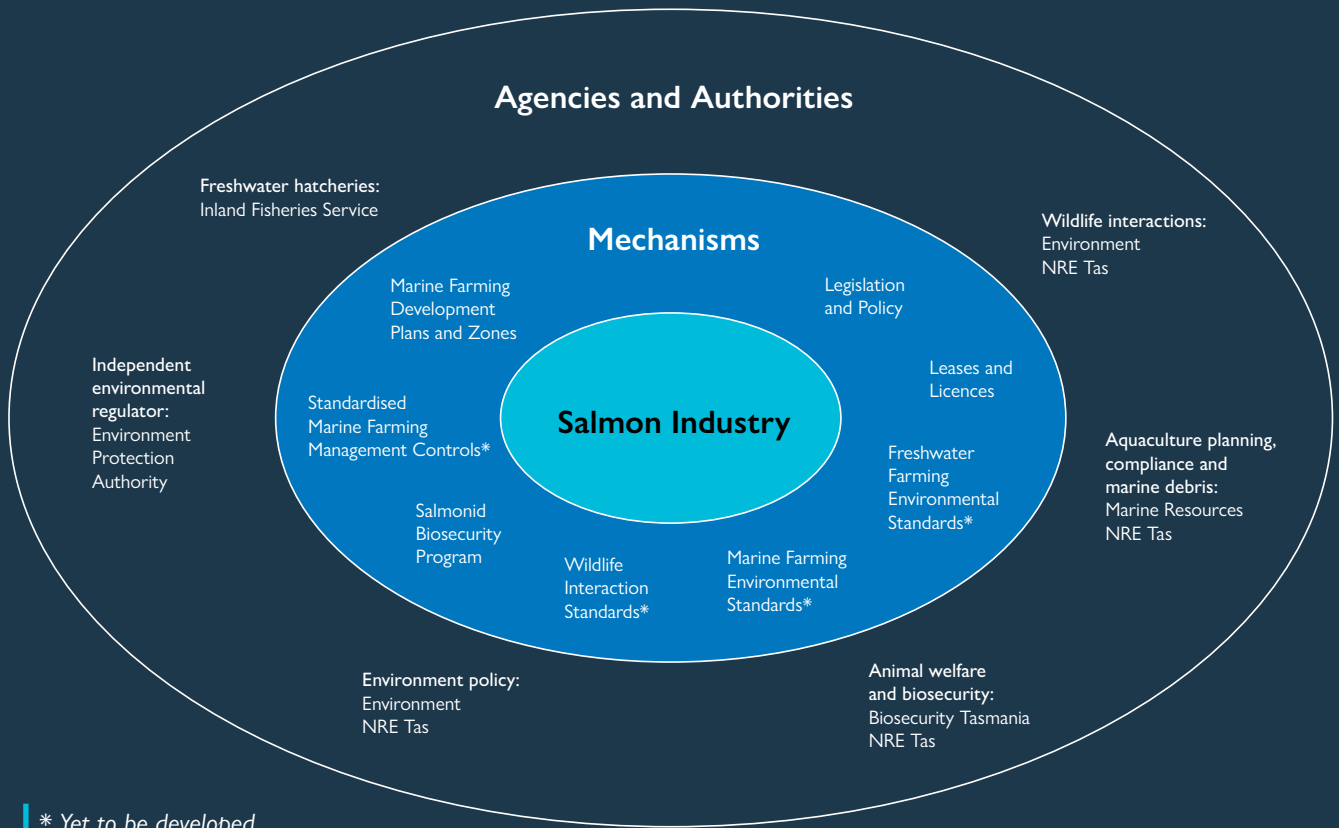 Agencies and Authorities
Freshwater hatcheries:
Inland Fisheries Service
Wildlife interactions:
Environment
NRE Tas
Independent
environmental
regulator:
Environment
Protection
Authority
Aquaculture planning,
compliance and
marine debris:
Marine Resources
NRE Tas
Environment policy:
Environment
NRE Tas
Animal welfare
and biosecurity:
Biosecurity Tasmania
NRE Tas
Mechanisms
Marine Farming
Development
Plans and Zones
Legislation
and Policy
Leases and
Licences
Standardised
Marine Farming
Management Controls*
Freshwater
Farming
Environmental
Standards*
Salmonid
Biosecurity
Program
Wildlife
Interaction
Standards*
Marine Farming
Environmental
Standards*
Salmon Industry
* Yet to be developed